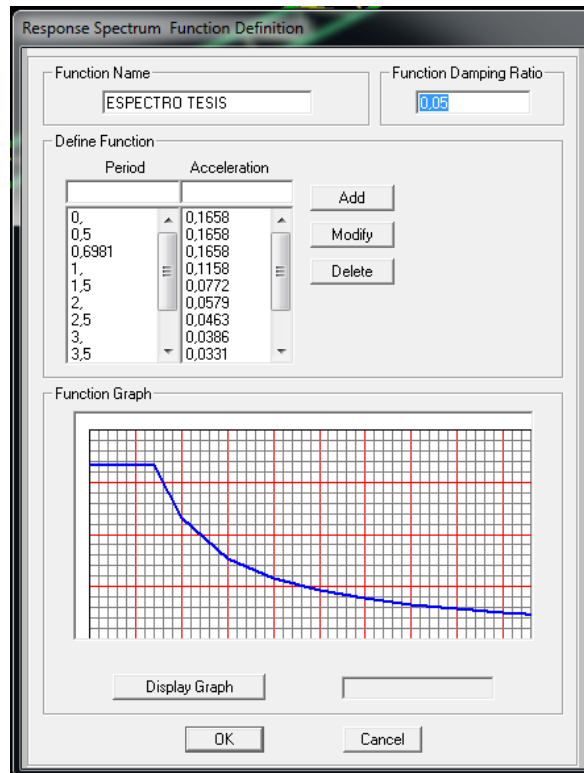 Response Spectrum Function Definition
Function Name
ESPECTRO TESIS
Function Damping Ratio
0,05
Define Function
Period Acceleration
Add
0, 0,1658
0,5 0,1658
Modify
0,6981 0,1658
1, 0,1158
Delete
1,5 0,0772
2, 0,0579
2,5 0,0463
3, 0,0386
3,5 0,0331
Function Graph
Display Graph
OK Cancel